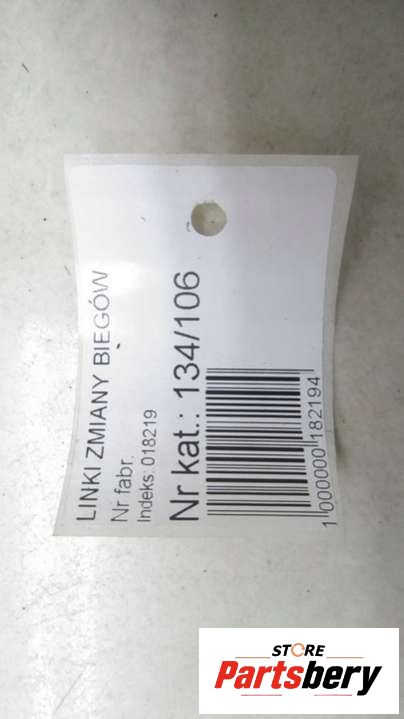 LINKI ZMIANY BIEGÓW
Nr fabr.
Indeks: 018219
Nr kat.: 134/106
1000000182194
STORE
Partsbery